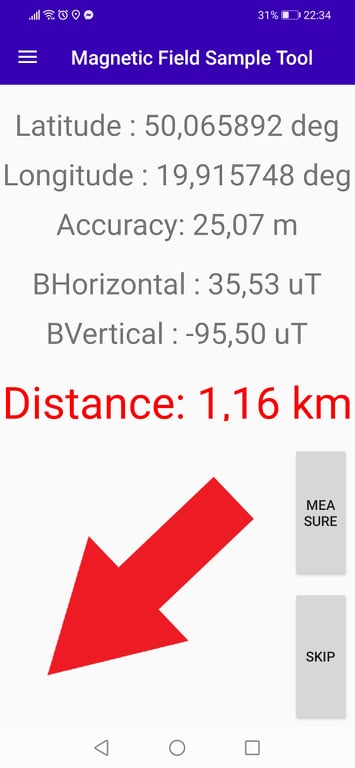 31% 22:34
Magnetic Field Sample Tool
Latitude : 50,065892 deg
Longitude : 19,915748 deg
Accuracy: 25,07 m
BHorizontal : 35,53 uT
BVertical : -95,50 uT
Distance: 1,16 km
MEA
SURE
SKIP